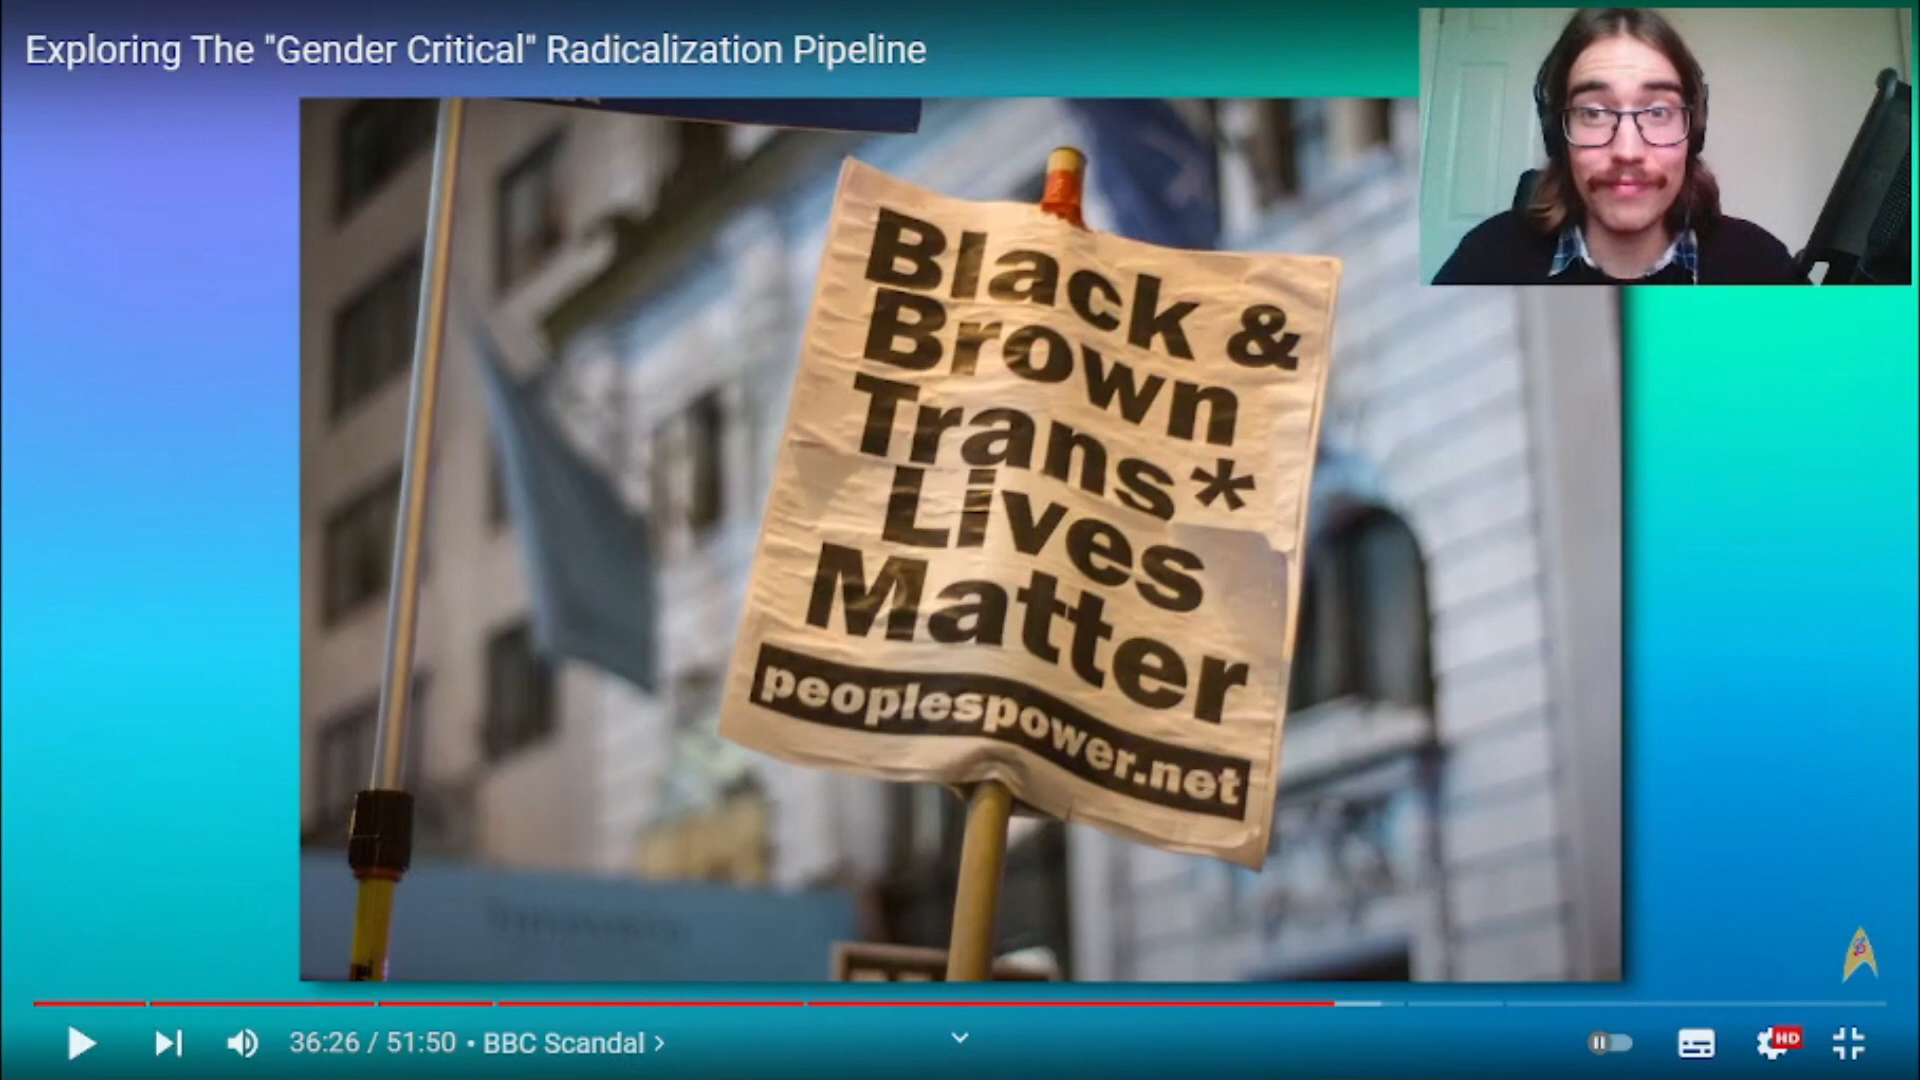 Exploring The "Gender Critical" Radicalization Pipeline
Black &
Brown
Trans*
Lives
Matter
peoplespower.net
36:26 / 51:50 • BBC Scandal >
HD